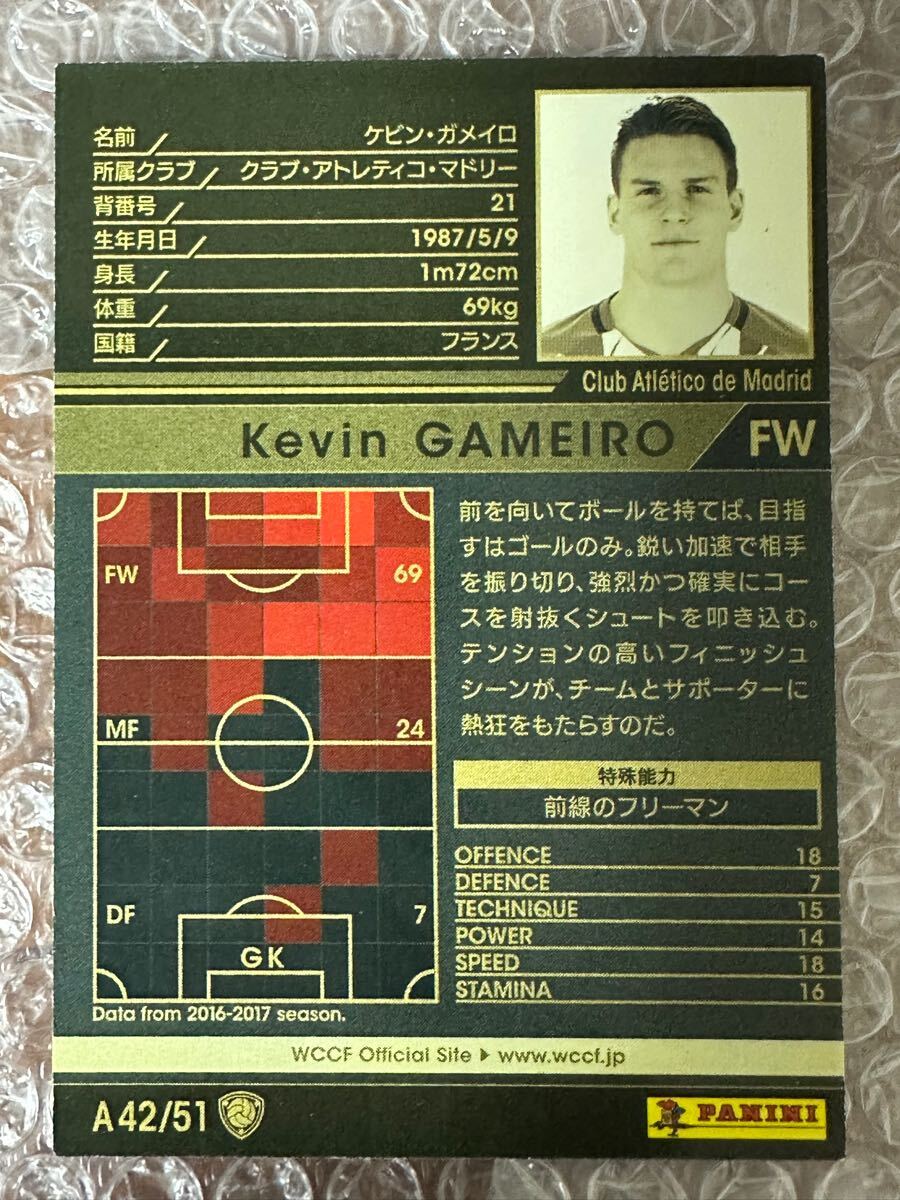 名前 ケビン・ガメイロ
所属クラブ クラブ・アトレティコ・マドリー
背番号 21
生年月日 1987/5/9
身長 1m72cm
体重 69kg
国籍 フランス
Club Atlético de Madrid
Kevin GAMEIRO FW
FW 69
MF 24
DF 7
GK
Data from 2016-2017 season.
前を向いてボールを持てば、目指
すはゴールのみ。鋭い加速で相手
を振り切り、強烈かつ確実にコー
スを射抜くシュートを叩き込む。
テンションの高いフィニッシュ
シーンが、チームとサポーターに
熱狂をもたらすのだ。
特殊能力
前線のフリーマン
OFFENCE 18
DEFENCE 7
TECHNIQUE 15
POWER 14
SPEED 18
STAMINA 16
WCCF Official Site ▶ www.wccf.jp
A42/51
PANINI